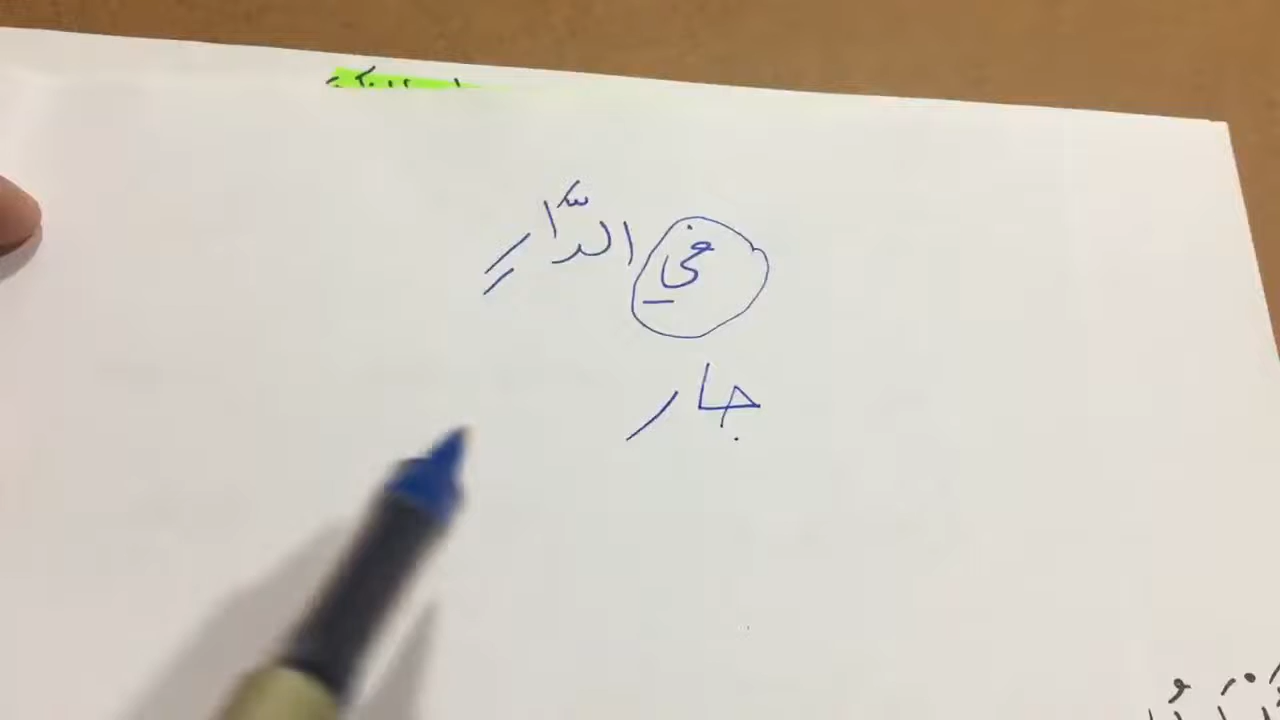 فِي الدَّارِ
جار